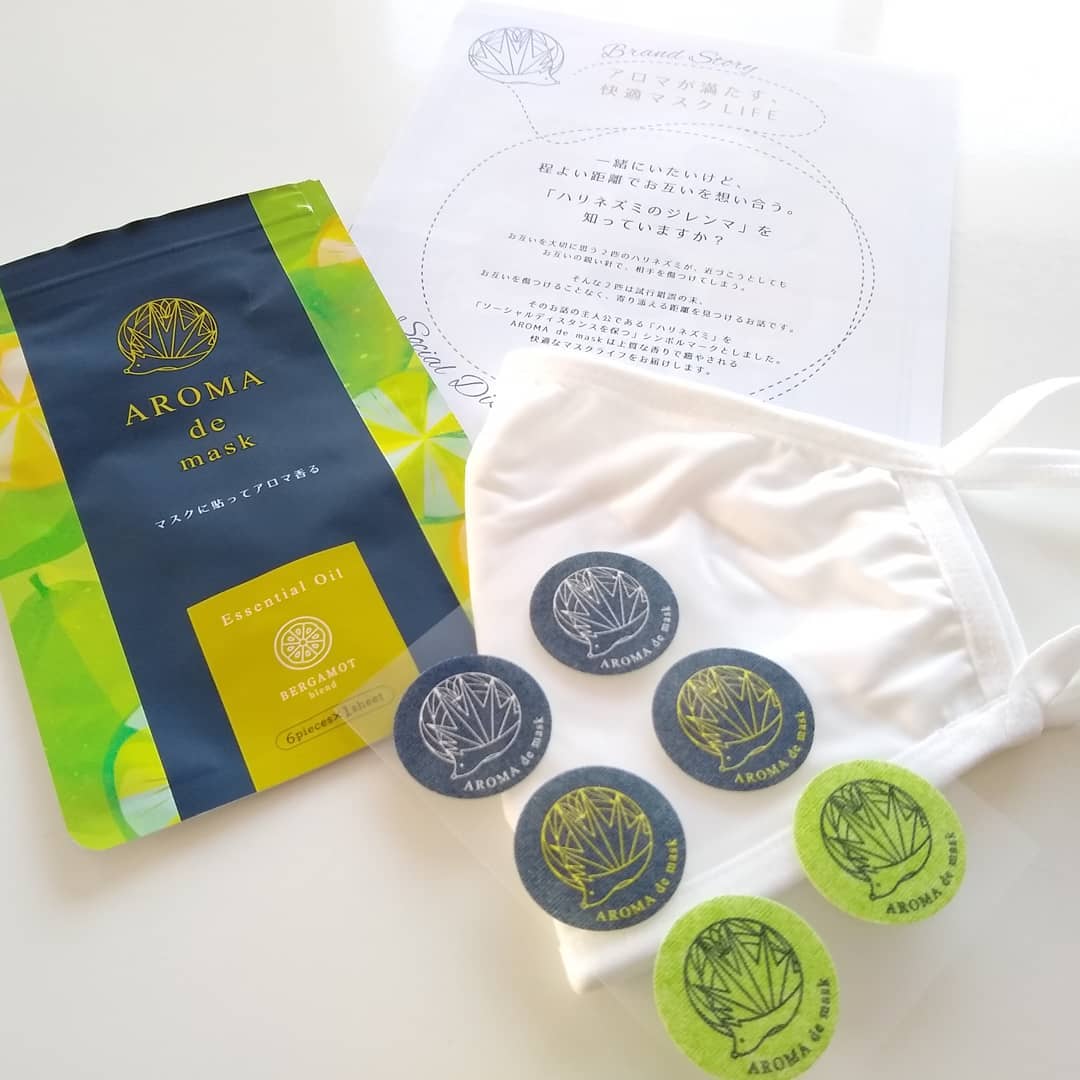 Brand Story
アロマが満たす、
快適マスクLIFE
一緒にいたいけど、
程よい距離でお互いを想い合う。
「ハリネズミのジレンマ」を
知っていますか？
お互いを大切に思う2匹のハリネズミが、近づこうとしても
お互いの鋭い針で、相手を傷つけてしまう。
そんな2匹は試行錯誤の末、
お互いを傷つけることなく、寄り添える距離を見つけるお話です。
そのお話の主人公である「ハリネズミ」を
「ソーシャルディスタンスを保つ」シンボルマークとしました。
AROMA de maskは上質な香りで癒やされる
快適なマスクライフをお届けします。
Social
AROMA
de
mask
マスクに貼ってアロマ香る
Essential Oil
BERGAMOT
blend
6pieces×1sheet
AROMA de mask
AROMA de mask
AROMA de mask
AROMA de mask
AROMA de mask
AROMA de mask